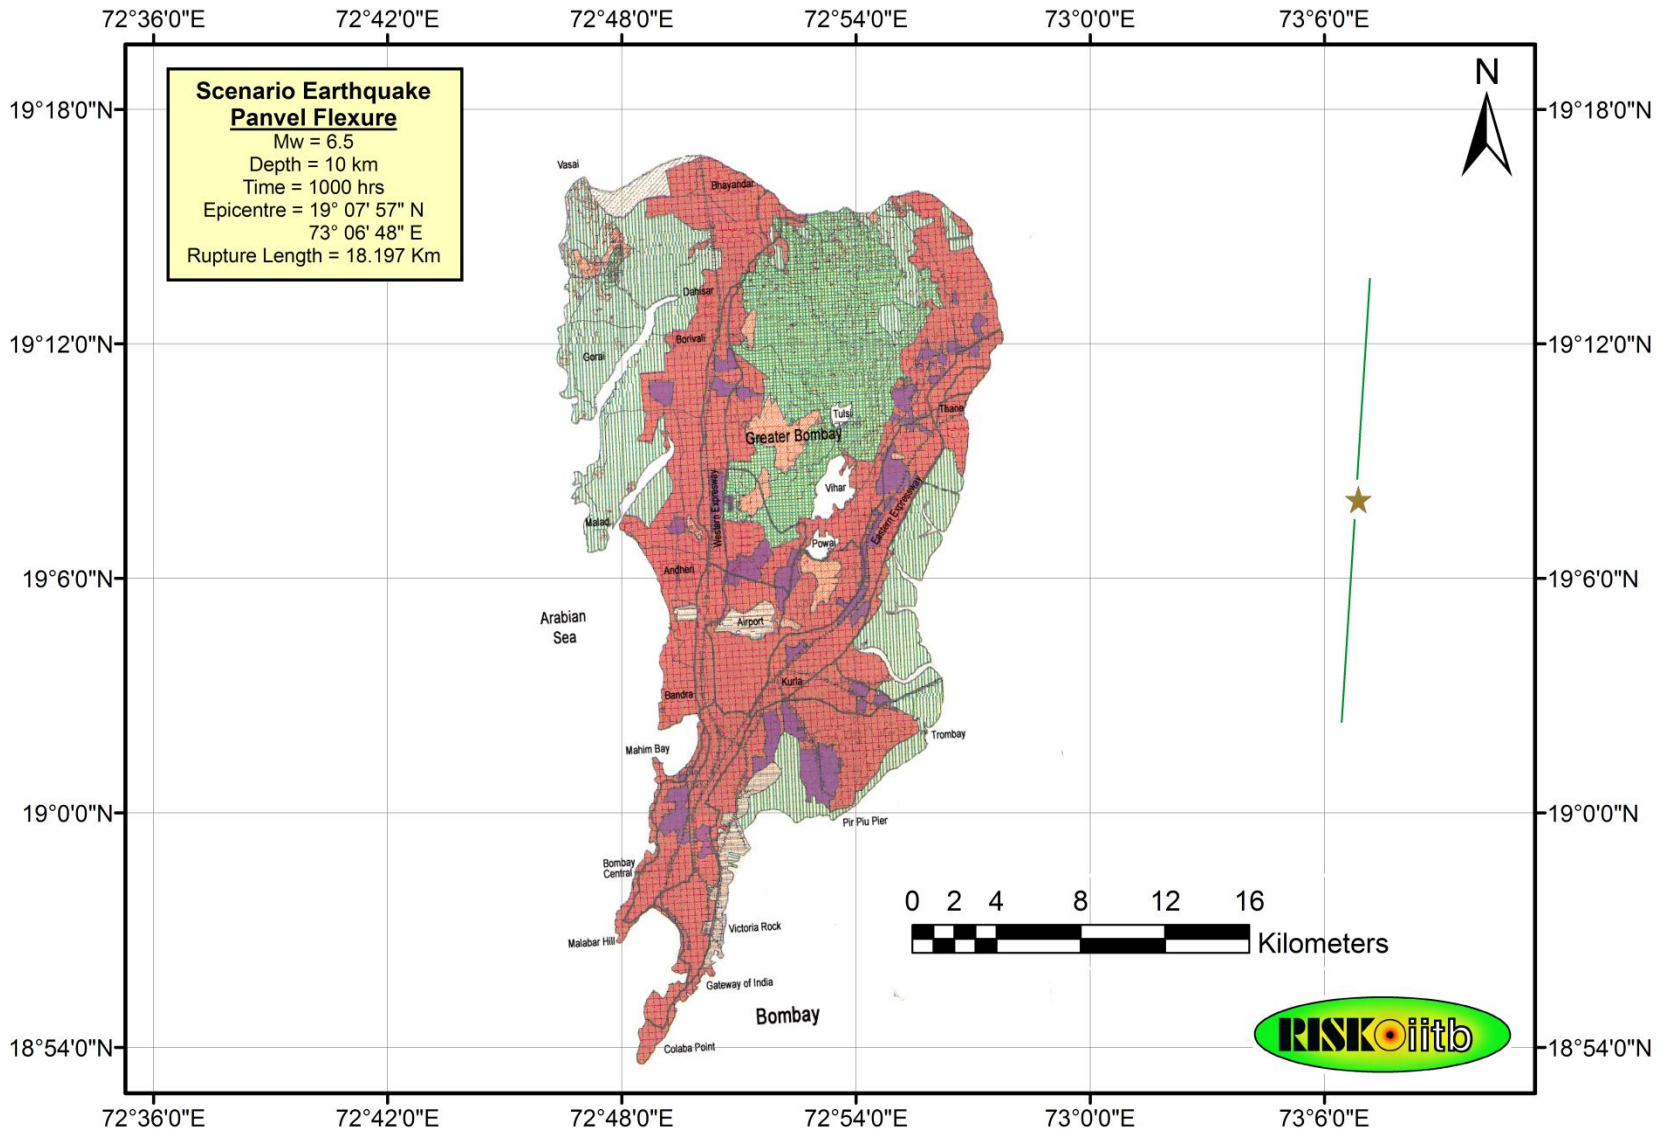 72°36'0"E 72°42'0"E 72°48'0"E 72°54'0"E 73°0'0"E 73°6'0"E
Scenario Earthquake
Panvel Flexure
Mw = 6.5
Depth = 10 km
Time = 1000 hrs
Epicentre = 19° 07' 57" N
73° 06' 48" E
Rupture Length = 18.197 Km
N
19°18'0"N 19°18'0"N
Vasai
Bhayandar
Dahisar
19°12'0"N 19°12'0"N
Borivali
Gorai
Thane
Tulsi
Greater Bombay
Vihar
Western Expresway
Eastern Expressway
Malad
Powai
Andheri
19°6'0"N 19°6'0"N
Arabian
Sea
Airport
Kurla
Bandra
Trombay
Mahim Bay
19°0'0"N 19°0'0"N
Pir Piu Pier
Bombay
Central
0 2 4 8 12 16
Kilometers
Victoria Rock
Malabar Hill
Gateway of India
Bombay
RISK iitb
Colaba Point
18°54'0"N 18°54'0"N
72°36'0"E 72°42'0"E 72°48'0"E 72°54'0"E 73°0'0"E 73°6'0"E